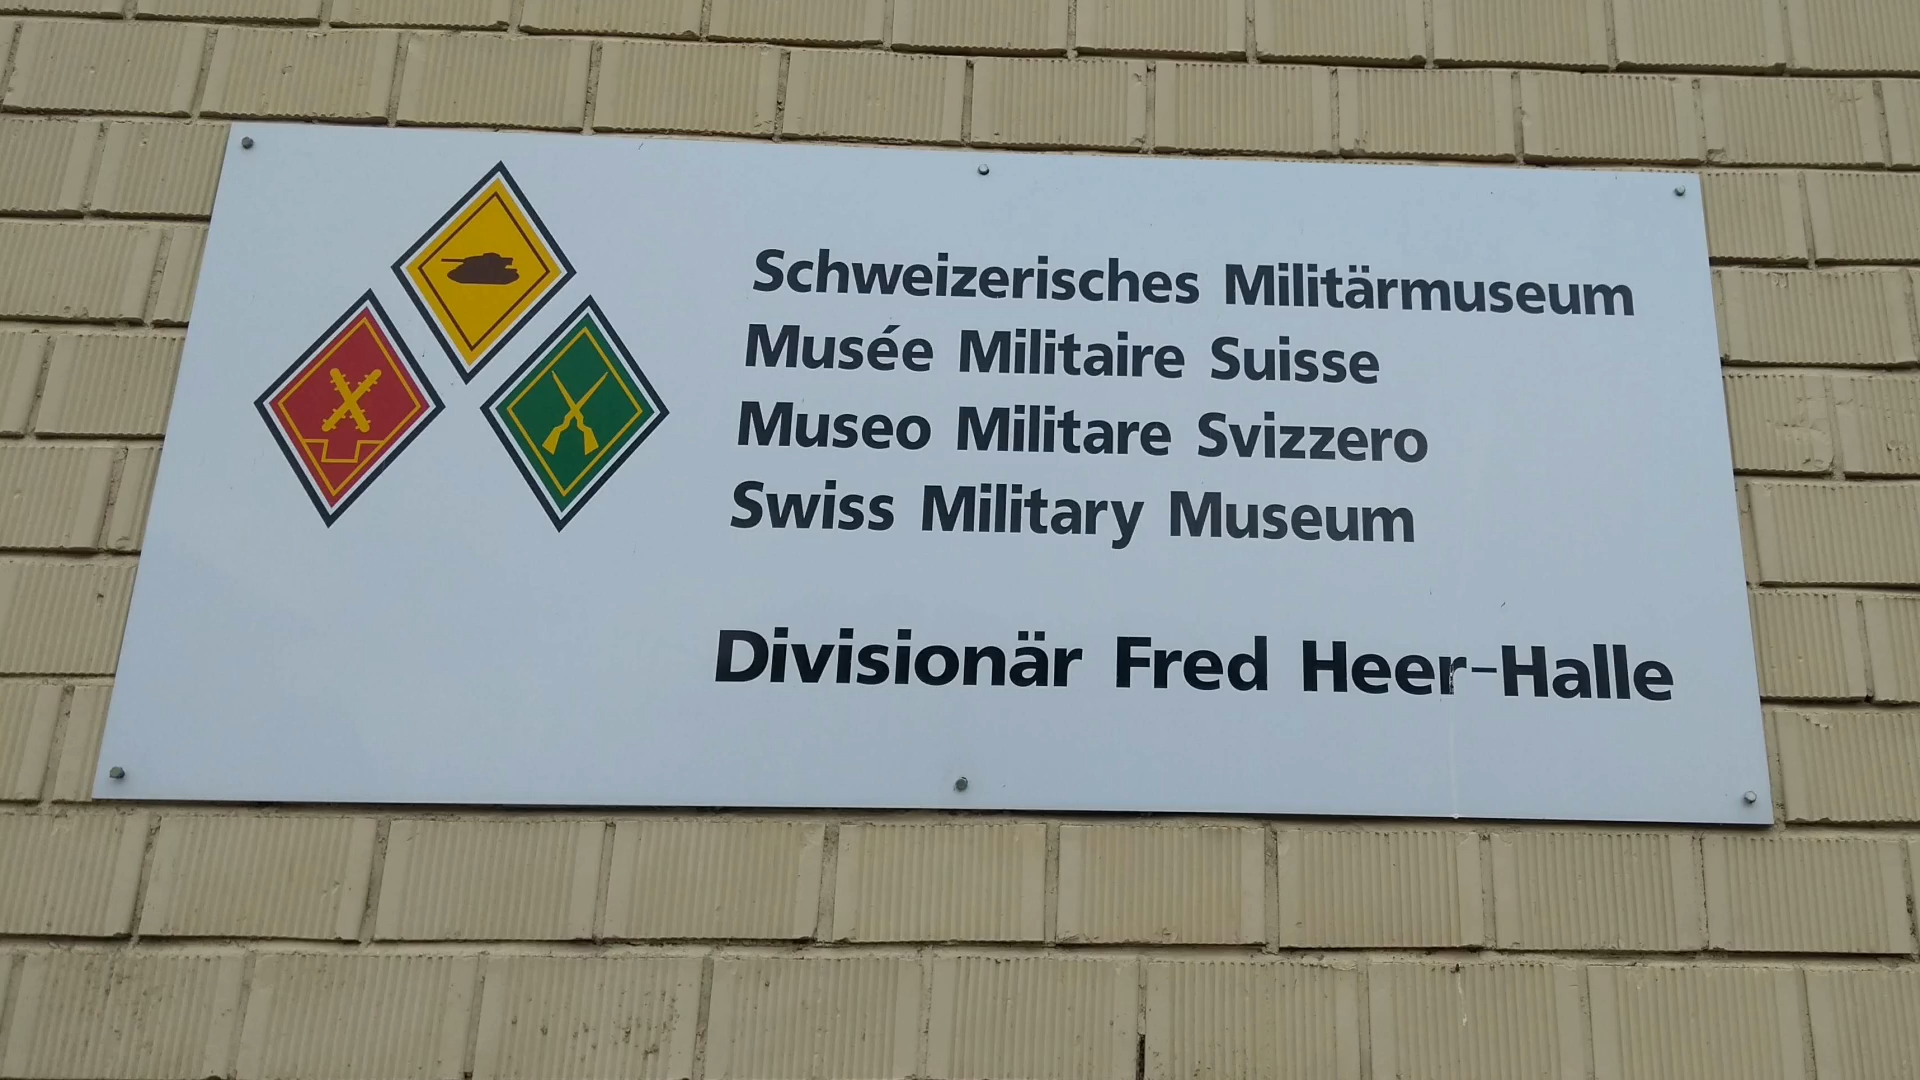 Schweizerisches Militärmuseum
Musée Militaire Suisse
Museo Militare Svizzero
Swiss Military Museum
Divisionär Fred Heer-Halle